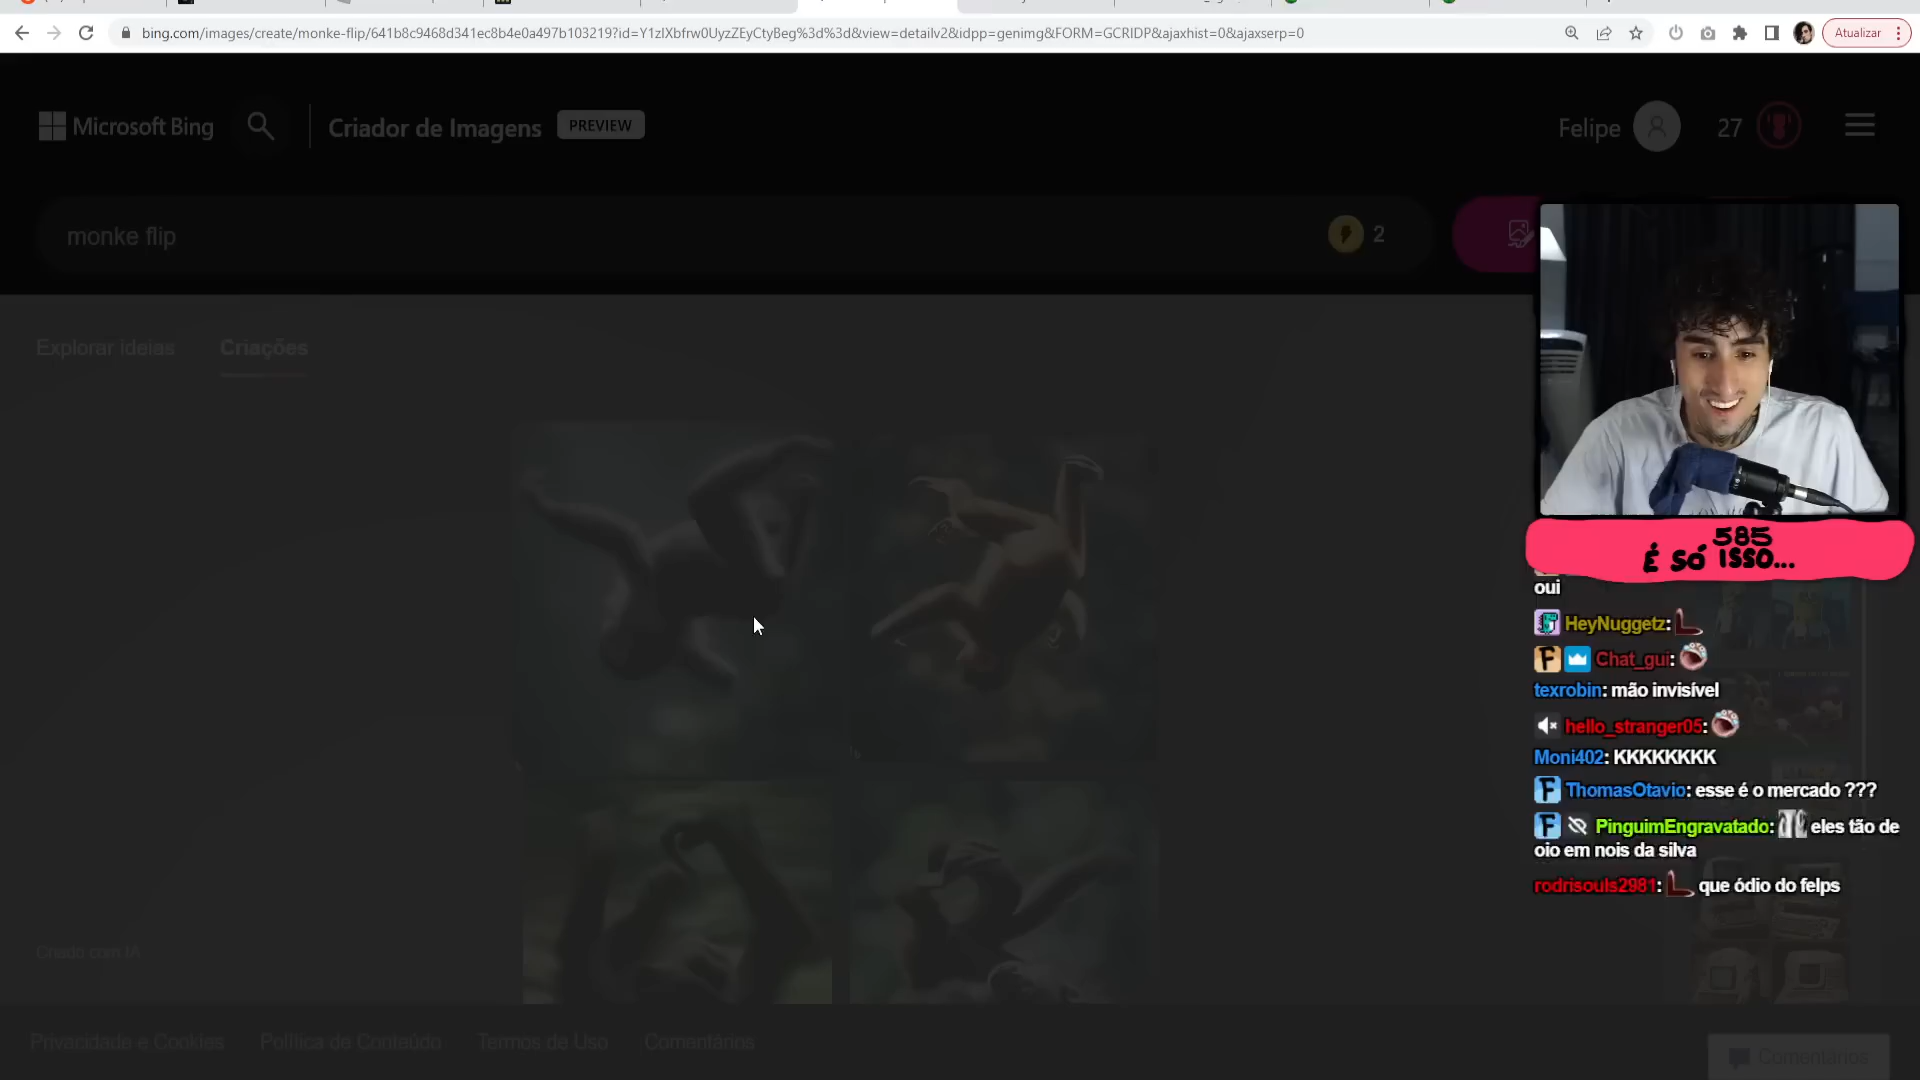 bing.com/images/create/monke-flip/641b8c9468d341ec8b4e0a497b103219?id=Y1zlXbfrw0UyzZEyCtyBeg%3d%3d&view=detailv2&idpp=genimg&FORM=GCRIDP&ajaxhist=0&ajaxserp=0
Atualizar
Microsoft Bing
Criador de Imagens
PREVIEW
Felipe
27
monke flip
2
Explorar ideias
Criações
585
É SÓ ISSO...
oui
HeyNuggetz:
Chat_gui:
texrobin: mão invisível
hello_stranger05:
Moni402: KKKKKKKK
ThomasOtavio: esse é o mercado ???
PinguimEngravatado: eles tão de
oio em nois da silva
rodrisouls2981: que ódio do felps
Criado com IA
Privacidade e Cookies
Política de Conteúdo
Termos de Uso
Comentários
Comentários